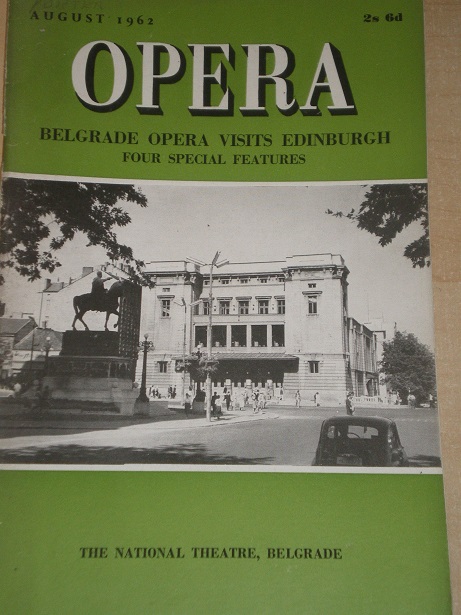 AUGUST 1962 2s 6d
OPERA
BELGRADE OPERA VISITS EDINBURGH
FOUR SPECIAL FEATURES
THE NATIONAL THEATRE, BELGRADE